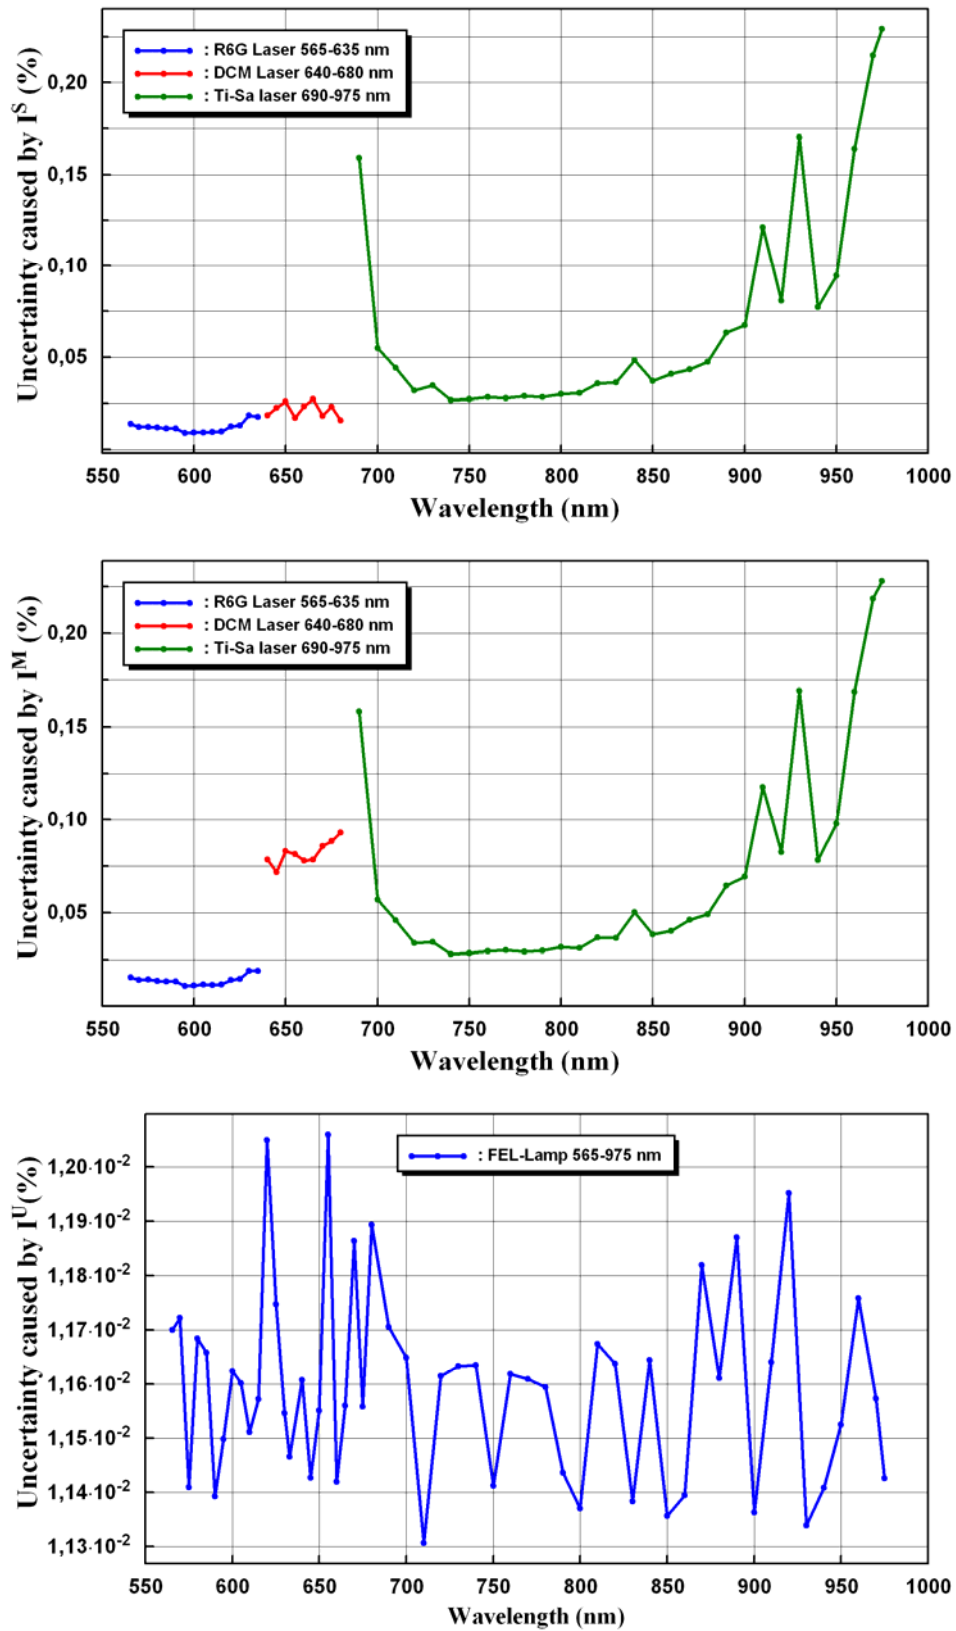 Uncertainty caused by I^S (%)
: R6G Laser 565-635 nm
: DCM Laser 640-680 nm
: Ti-Sa laser 690-975 nm
0,20
0,15
0,10
0,05
550 600 650 700 750 800 850 900 950 1000
Wavelength (nm)
Uncertainty caused by I^M (%)
: R6G Laser 565-635 nm
: DCM Laser 640-680 nm
: Ti-Sa laser 690-975 nm
0,20
0,15
0,10
0,05
550 600 650 700 750 800 850 900 950 1000
Wavelength (nm)
Uncertainty caused by I^U(%)
: FEL-Lamp 565-975 nm
1,20·10^-2
1,19·10^-2
1,18·10^-2
1,17·10^-2
1,16·10^-2
1,15·10^-2
1,14·10^-2
1,13·10^-2
550 600 650 700 750 800 850 900 950 1000
Wavelength (nm)